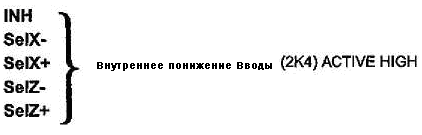 INH
SelX-
SelX+
SelZ-
SelZ+
Внутреннее понижение Вводы (2K4) ACTIVE HIGH